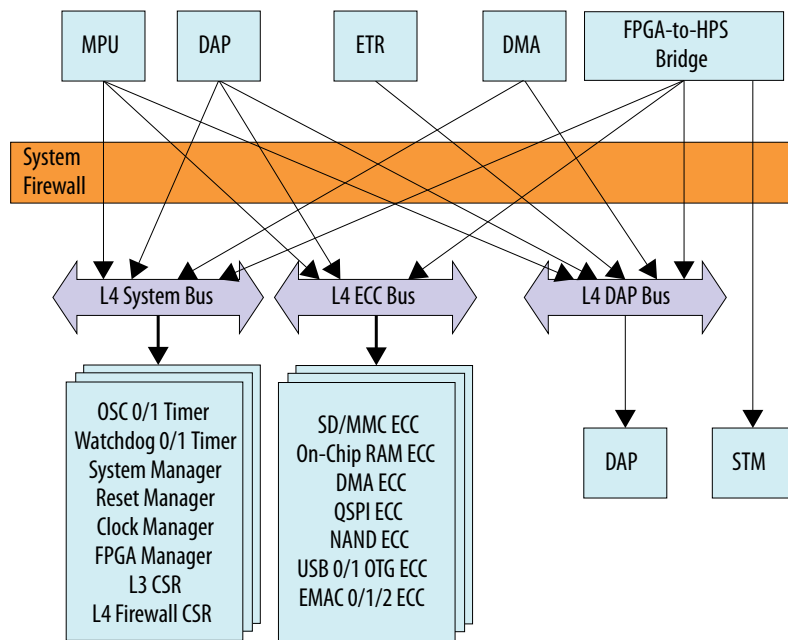 MPU
DAP
ETR
DMA
FPGA-to-HPS
Bridge
System
Firewall
L4 System Bus
L4 ECC Bus
L4 DAP Bus
OSC 0/1 Timer
Watchdog 0/1 Timer
System Manager
Reset Manager
Clock Manager
FPGA Manager
L3 CSR
L4 Firewall CSR
SD/MMC ECC
On-Chip RAM ECC
DMA ECC
QSPI ECC
NAND ECC
USB 0/1 OTG ECC
EMAC 0/1/2 ECC
DAP
STM